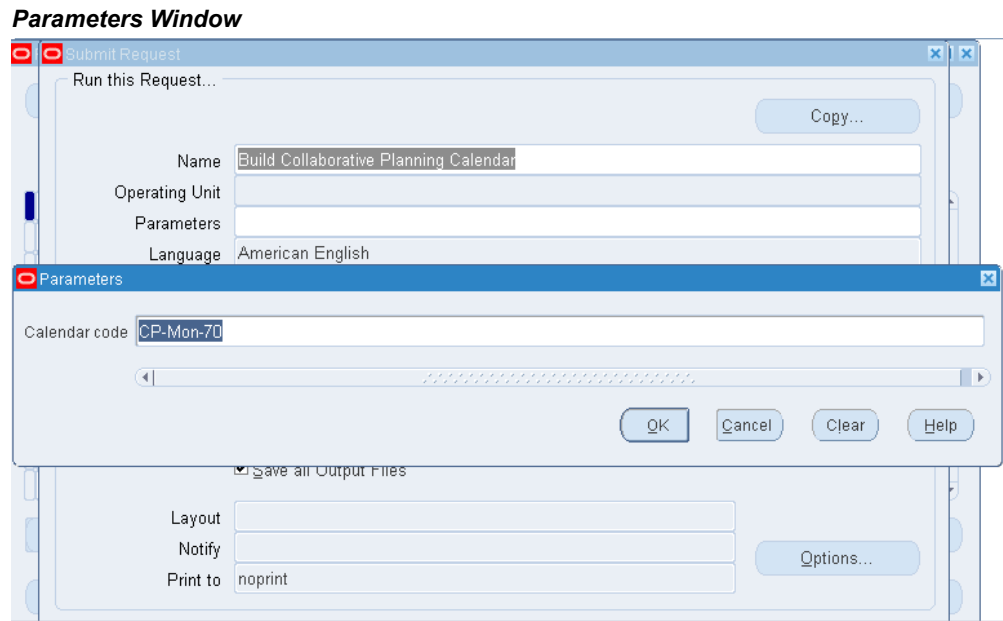 Parameters Window
Submit Request
Run this Request...
Copy...
Name Build Collaborative Planning Calendar
Operating Unit
Parameters
Language American English
Parameters
Calendar code CP-Mon-70
OK Cancel Clear Help
Save all Output Files
Layout
Notify
Options...
Print to noprint